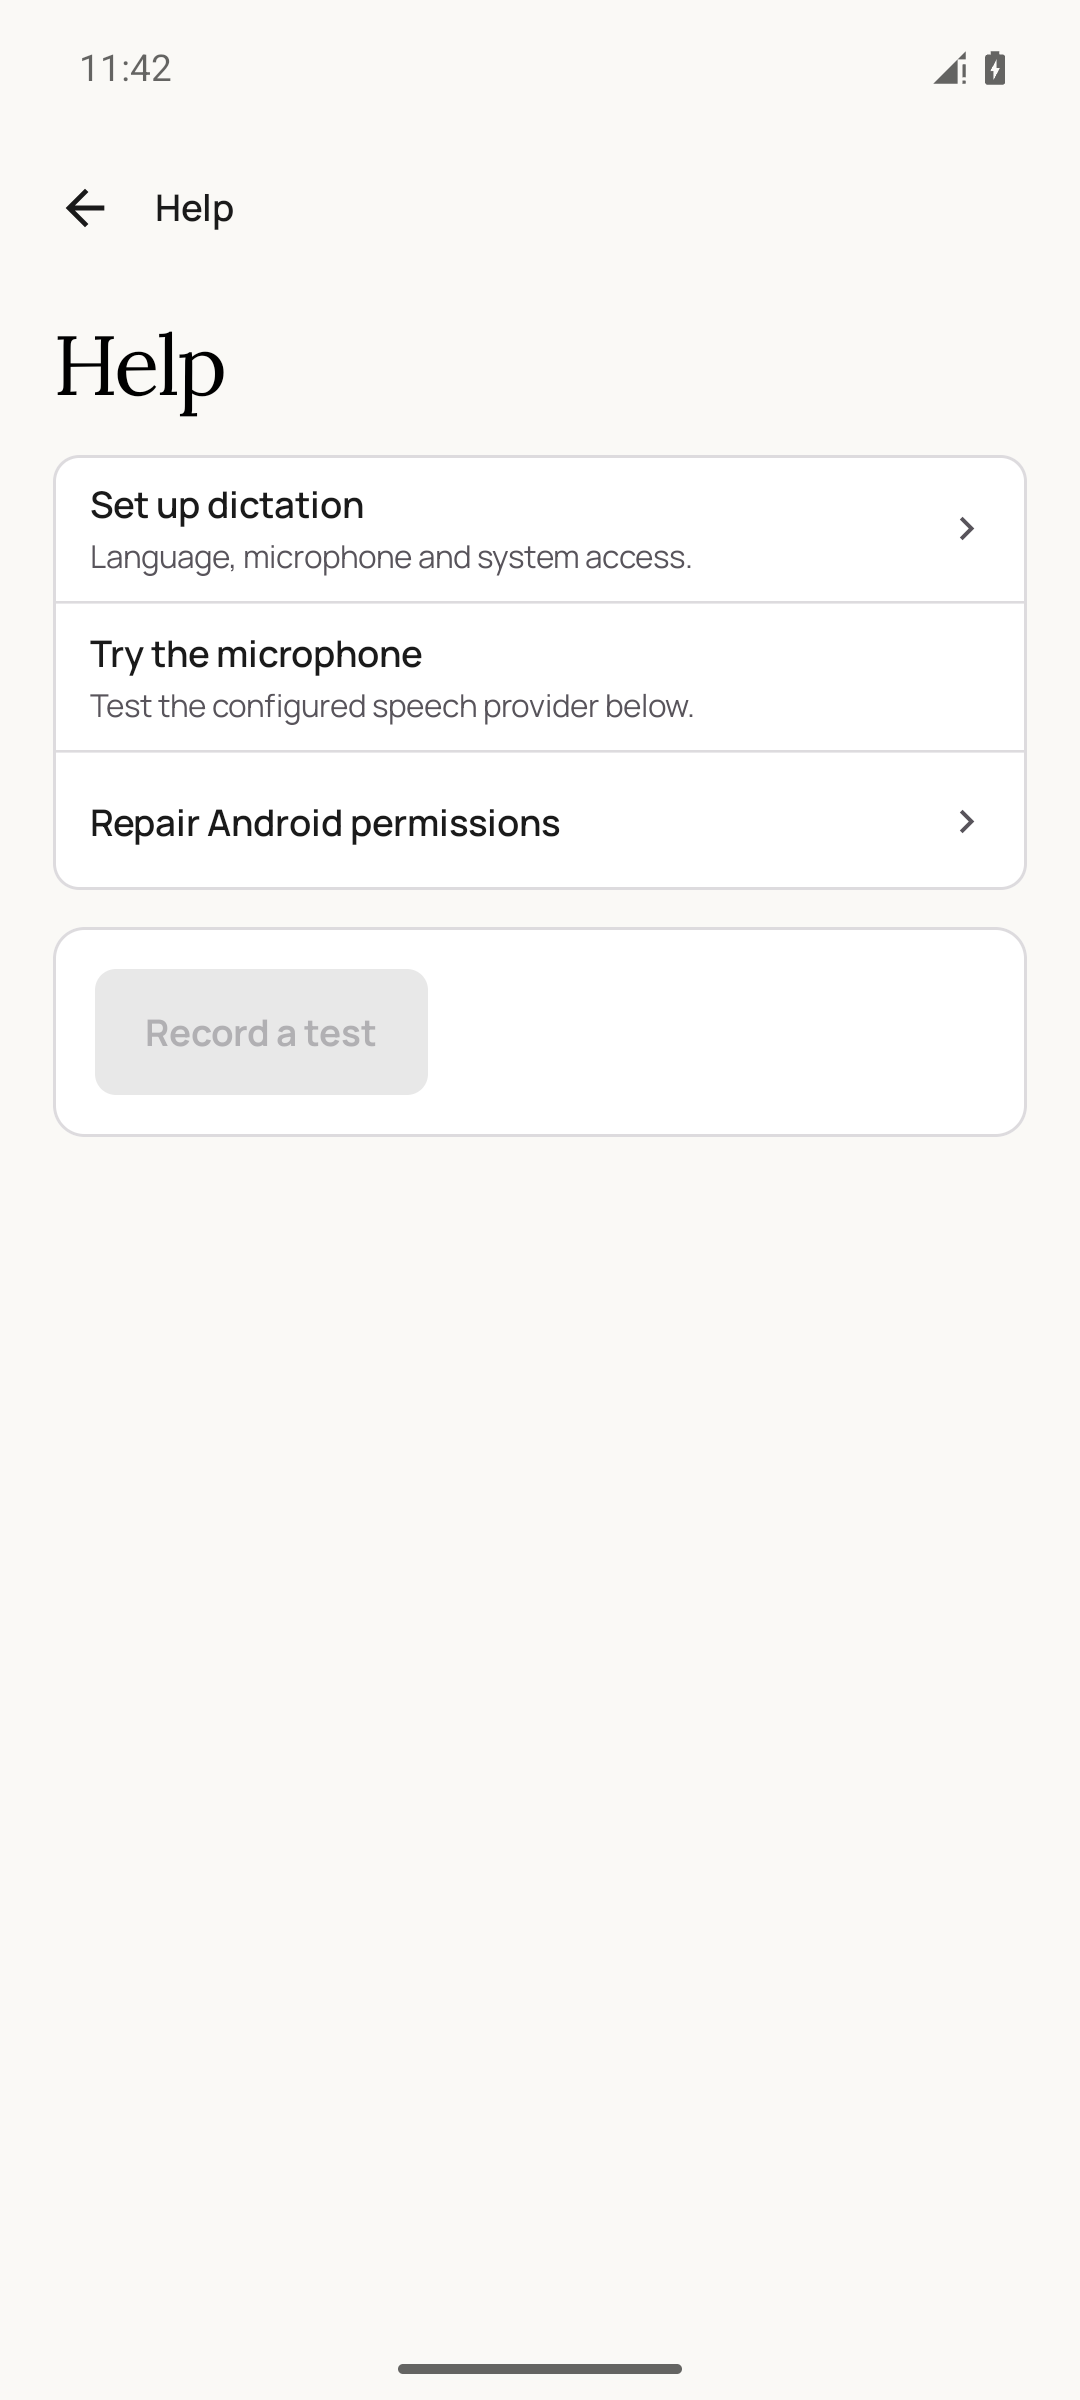 11:42
Help
Help
Set up dictation
Language, microphone and system access.
Try the microphone
Test the configured speech provider below.
Repair Android permissions
Record a test